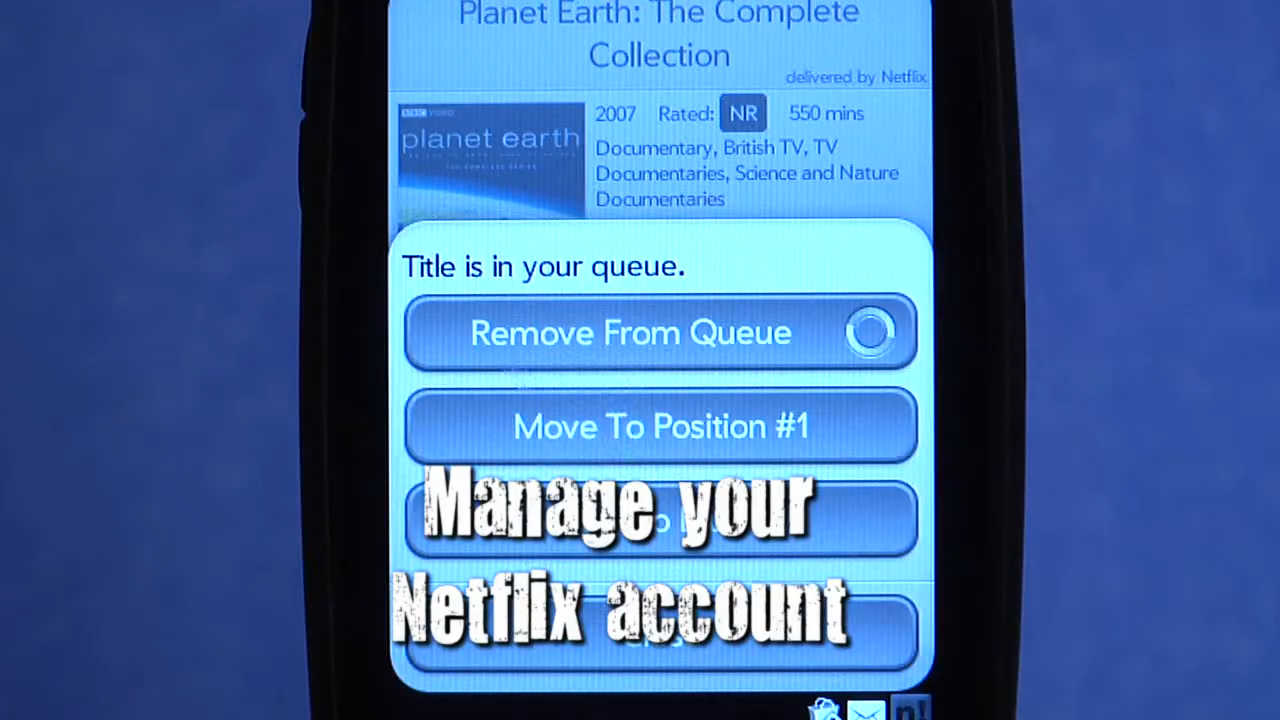 Planet Earth: The Complete
Collection
delivered by Netflix
BBC VIDEO
planet earth
2007 Rated: NR 550 mins
Documentary, British TV, TV
Documentaries, Science and Nature
Documentaries
Title is in your queue.
Remove From Queue
Move To Position #1
Manage your
Netflix account